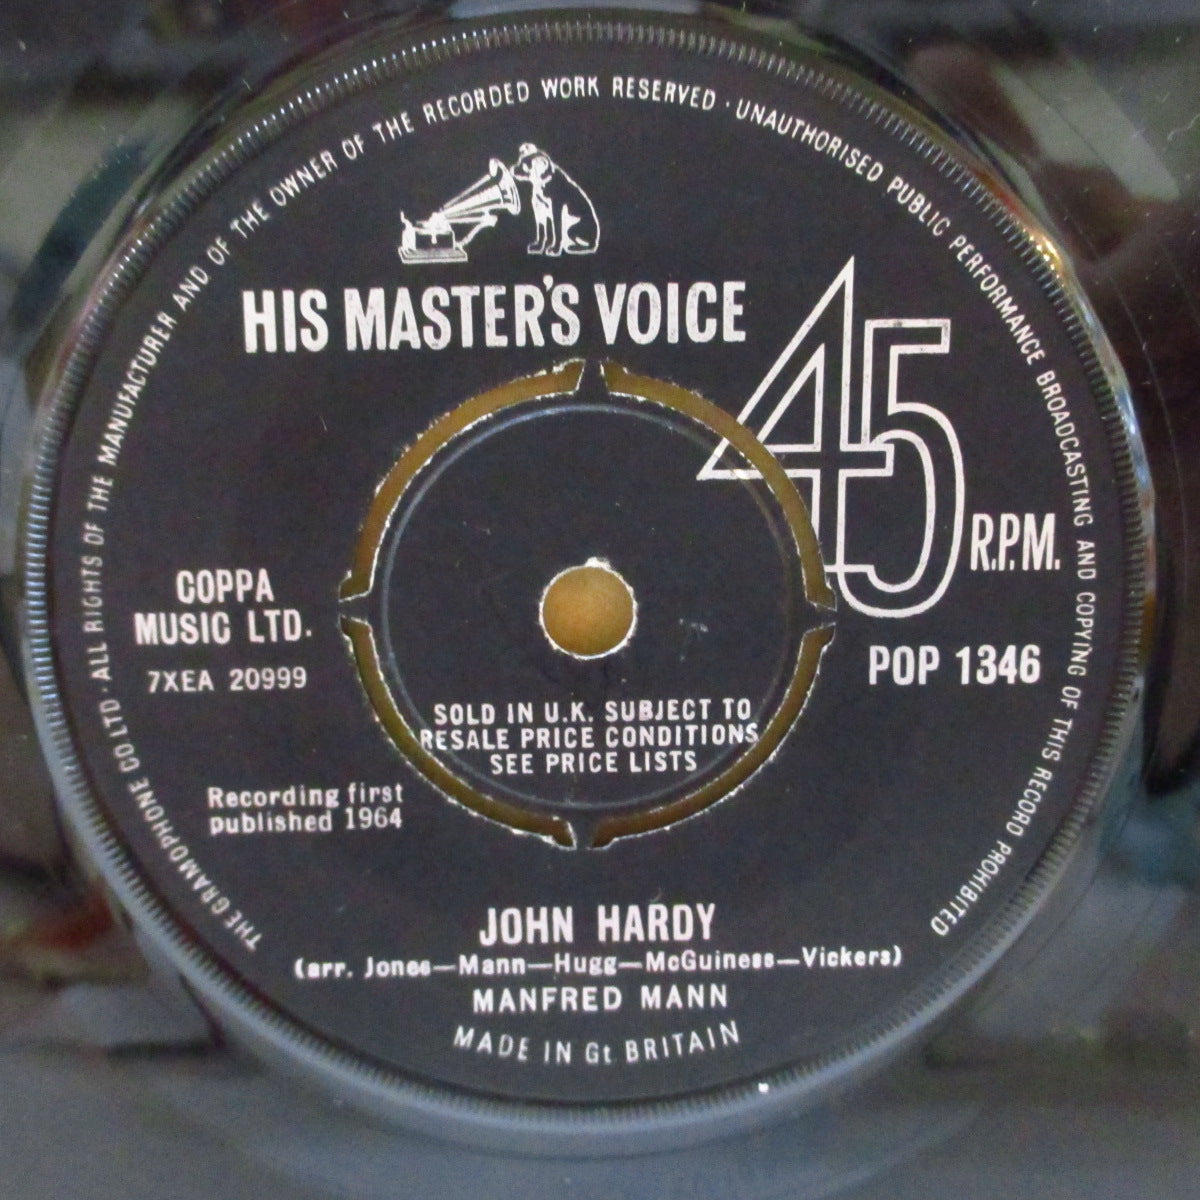 THE GRAMOPHONE CO LTD · ALL RIGHTS OF THE MANUFACTURER AND OF THE OWNER OF THE RECORDED WORK RESERVED · UNAUTHORISED PUBLIC PERFORMANCE BROADCASTING AND COPYING OF THIS RECORD PROHIBITED
HIS MASTER'S VOICE
45 R.P.M.
COPPA
MUSIC LTD.
7XEA 20999
POP 1346
SOLD IN U.K. SUBJECT TO
RESALE PRICE CONDITIONS
SEE PRICE LISTS
Recording first
published 1964
JOHN HARDY
(arr. Jones—Mann—Hugg—McGuiness—Vickers)
MANFRED MANN
MADE IN Gt BRITAIN